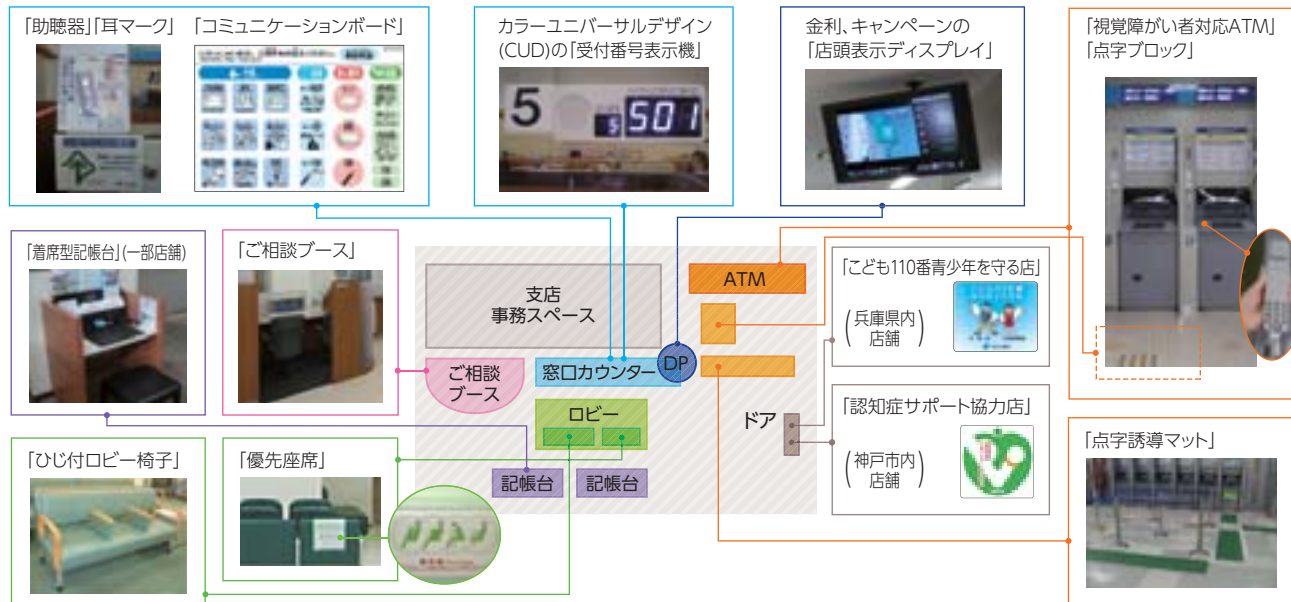 「助聴器」「耳マーク」
「コミュニケーションボード」
カラーユニバーサルデザイン
(CUD)の「受付番号表示機」
5
5
501
金利、キャンペーンの
「店頭表示ディスプレイ」
「視覚障がい者対応ATM」
「点字ブロック」
「着席型記帳台」(一部店舗)
「ご相談ブース」
支店
事務スペース
ATM
ご相談
ブース
窓口カウンター
DP
ロビー
ドア
記帳台
記帳台
「こども110番青少年を守る店」
(兵庫県内
店舗)
「認知症サポート協力店」
(神戸市内
店舗)
「ひじ付ロビー椅子」
「優先座席」
「点字誘導マット」